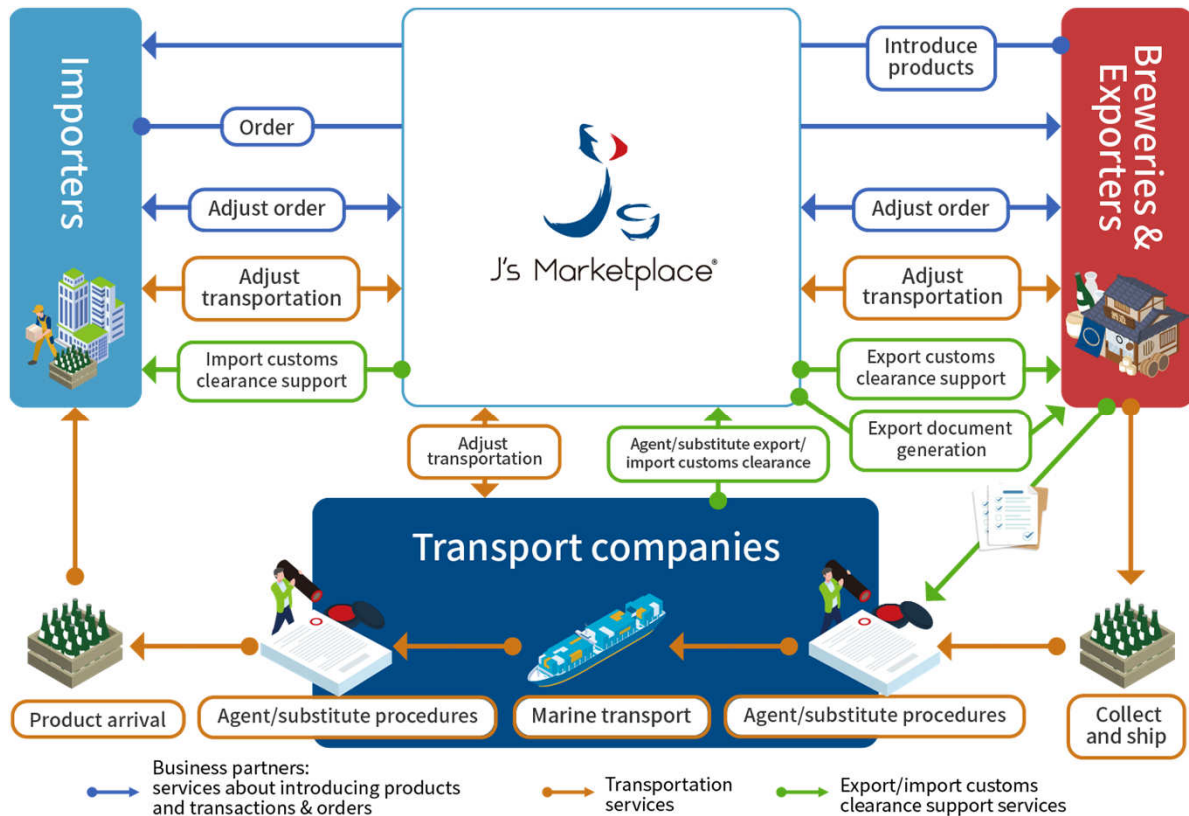 Importers
Introduce
products
Breweries &
Exporters
Order
Adjust order
Adjust order
J's Marketplace®
Adjust
transportation
Adjust
transportation
Import customs
clearance support
Export customs
clearance support
Export document
generation
Adjust
transportation
Agent/substitute export/
import customs clearance
Transport companies
Product arrival
Agent/substitute procedures
Marine transport
Agent/substitute procedures
Collect
and ship
Business partners:
services about introducing products
and transactions & orders
Transportation
services
Export/import customs
clearance support services